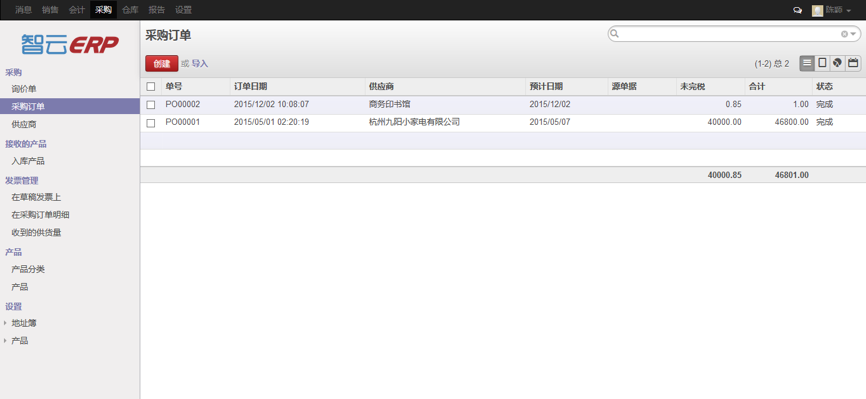 消息 销售 会计 采购 仓库 报告 设置 陈颖
智云ERP
采购
询价单
采购订单
供应商
接收的产品
入库产品
发票管理
在草稿发票上
在采购订单明细
收到的供货量
产品
产品分类
产品
设置
地址簿
产品
采购订单
创建 或 导入 (1-2) 总 2
单号 订单日期 供应商 预计日期 源单据 未完税 合计 状态
PO00002 2015/12/02 10:08:07 商务印书馆 2015/12/02 0.85 1.00 完成
PO00001 2015/05/01 02:20:19 杭州九阳小家电有限公司 2015/05/07 40000.00 46800.00 完成
40000.85 46801.00